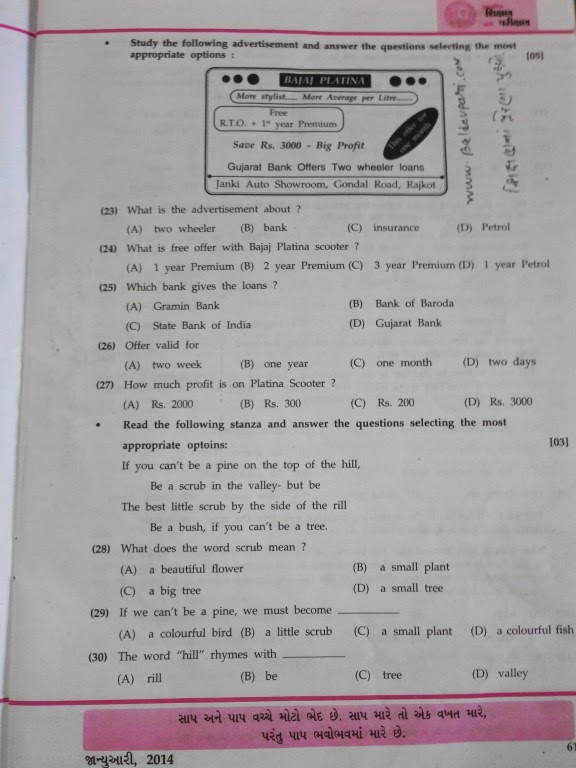 શિક્ષણ
પરીક્ષણ
• Study the following advertisement and answer the questions selecting the most
appropriate options : [05]
BAJAJ PLATINA
More stylist..... More Average per Litre......
Free
R.T.O. + 1st year Premium
This offer for
one month
Save Rs. 3000 - Big Profit
Gujarat Bank Offers Two wheeler loans
Janki Auto Showroom, Gondal Road, Rajkot
www.Baldevpari.com
(23) What is the advertisement about ?
(A) two wheeler (B) bank (C) insurance (D) Petrol
(24) What is free offer with Bajaj Platina scooter ?
(A) 1 year Premium (B) 2 year Premium (C) 3 year Premium (D) 1 year Petrol
(25) Which bank gives the loans ?
(A) Gramin Bank (B) Bank of Baroda
(C) State Bank of India (D) Gujarat Bank
(26) Offer valid for
(A) two week (B) one year (C) one month (D) two days
(27) How much profit is on Platina Scooter ?
(A) Rs. 2000 (B) Rs. 300 (C) Rs. 200 (D) Rs. 3000
• Read the following stanza and answer the questions selecting the most
appropriate optoins: [03]
If you can't be a pine on the top of the hill,
Be a scrub in the valley- but be
The best little scrub by the side of the rill
Be a bush, if you can't be a tree.
(28) What does the word scrub mean ?
(A) a beautiful flower (B) a small plant
(C) a big tree (D) a small tree
(29) If we can't be a pine, we must become __________
(A) a colourful bird (B) a little scrub (C) a small plant (D) a colourful fish
(30) The word "hill" rhymes with __________
(A) rill (B) be (C) tree (D) valley
સાપ અને પાપ વચ્ચે મોટો ભેદ છે. સાપ મારે તો એક વખત મારે,
પરંતુ પાપ ભવોભવમાં મારે છે.
જાન્યુઆરી, 2014 61